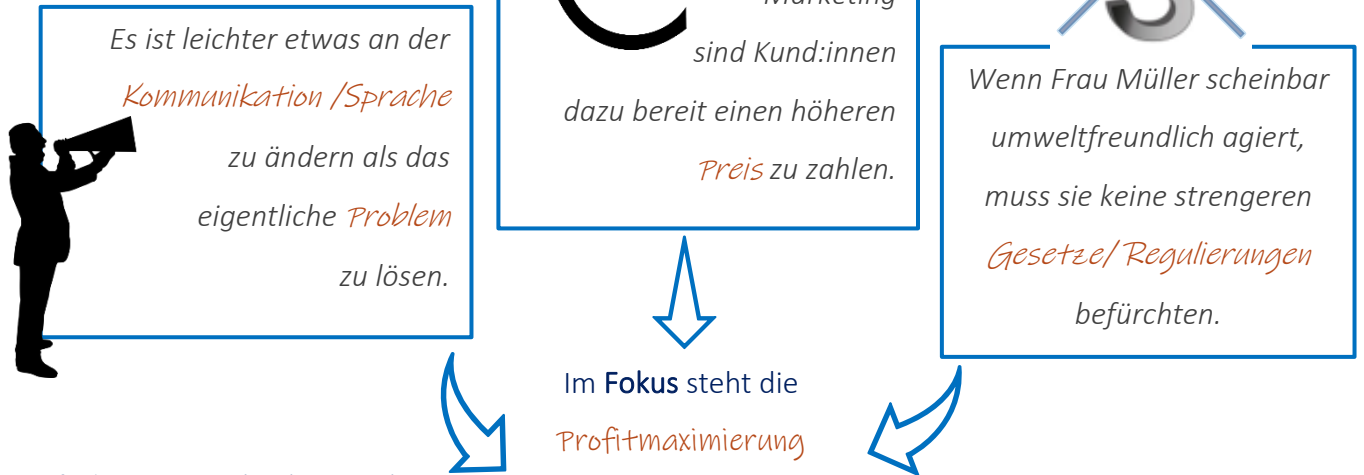 Es ist leichter etwas an der
Kommunikation /Sprache
zu ändern als das
eigentliche Problem
zu lösen.
Marketing
sind Kund:innen
dazu bereit einen höheren
Preis zu zahlen.
Wenn Frau Müller scheinbar
umweltfreundlich agiert,
muss sie keine strengeren
Gesetze/ Regulierungen
befürchten.
Im Fokus steht die
Profitmaximierung